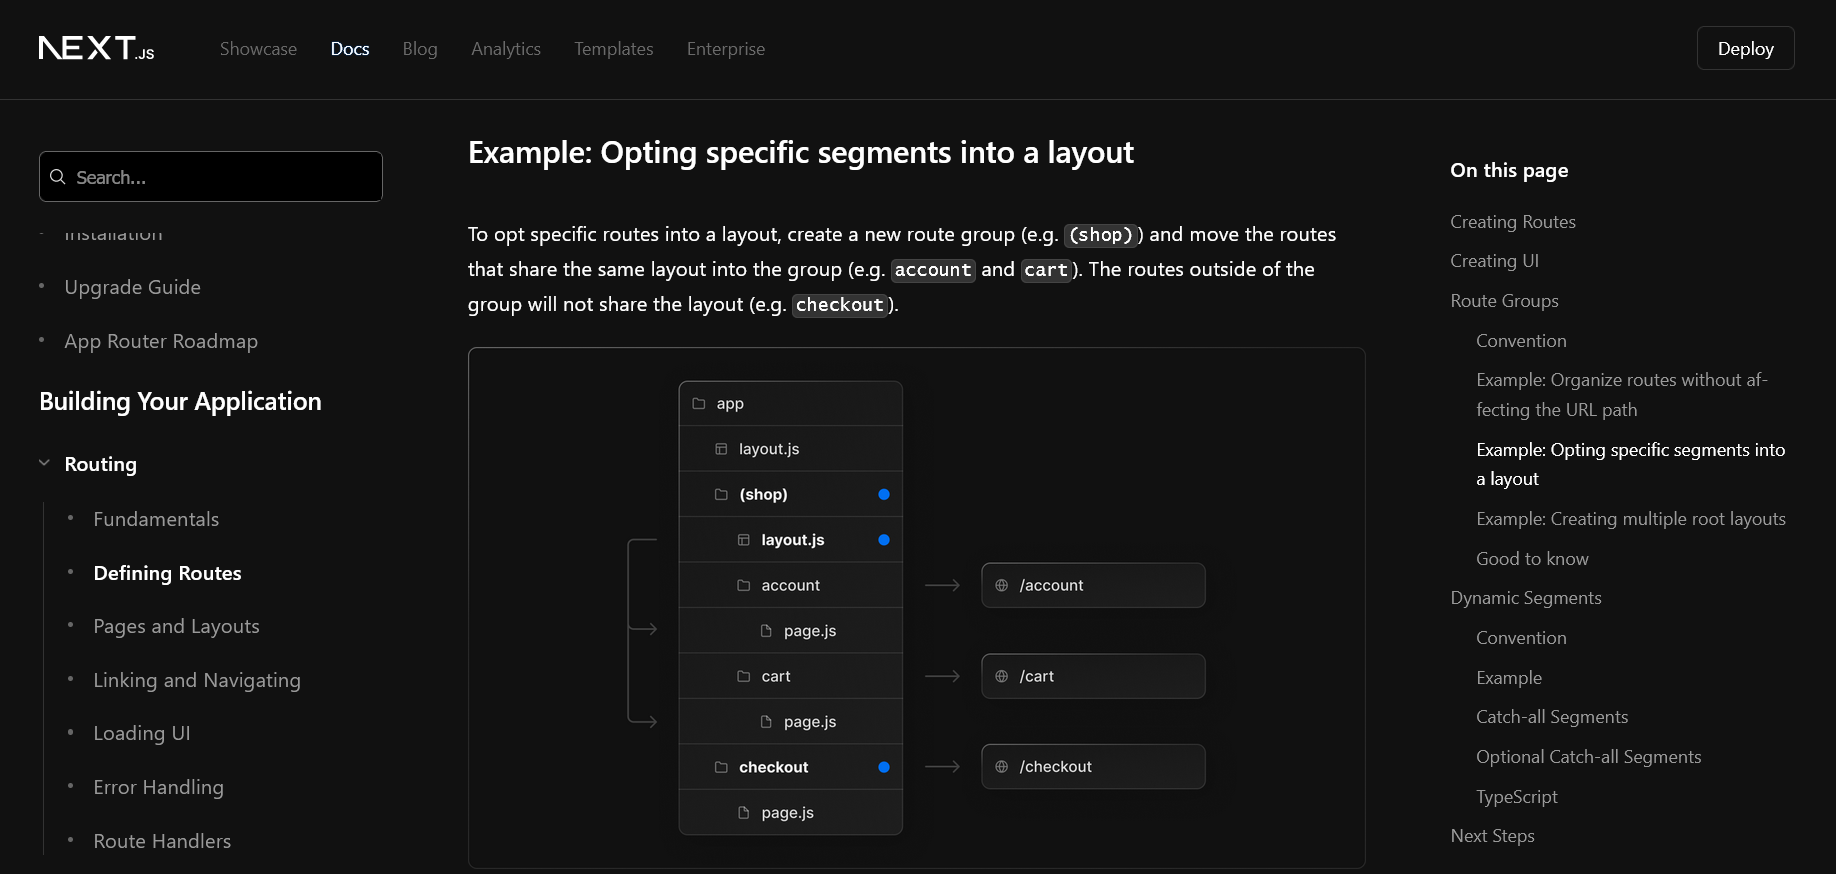 NEXT.JS
Showcase
Docs
Blog
Analytics
Templates
Enterprise
Deploy
Search...
Installation
Upgrade Guide
App Router Roadmap
Building Your Application
Routing
Fundamentals
Defining Routes
Pages and Layouts
Linking and Navigating
Loading UI
Error Handling
Route Handlers
Example: Opting specific segments into a layout
To opt specific routes into a layout, create a new route group (e.g. (shop)) and move the routes
that share the same layout into the group (e.g. account and cart). The routes outside of the
group will not share the layout (e.g. checkout).
app
layout.js
(shop)
layout.js
account
page.js
cart
page.js
checkout
page.js
/account
/cart
/checkout
On this page
Creating Routes
Creating UI
Route Groups
Convention
Example: Organize routes without af-
fecting the URL path
Example: Opting specific segments into
a layout
Example: Creating multiple root layouts
Good to know
Dynamic Segments
Convention
Example
Catch-all Segments
Optional Catch-all Segments
TypeScript
Next Steps